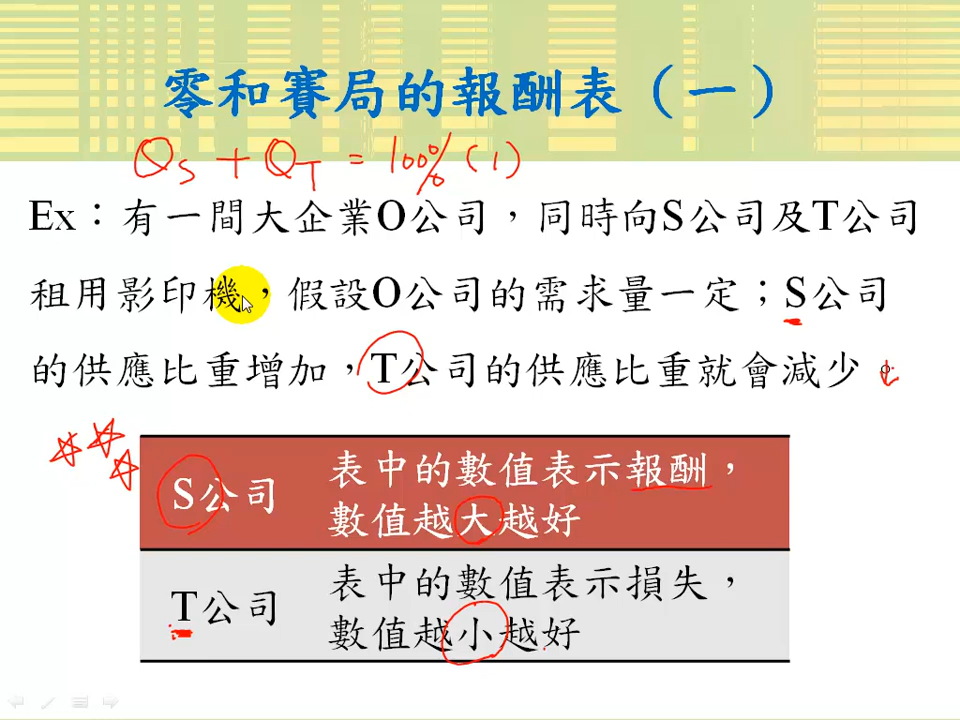 零和賽局的報酬表（一）
Qs + QT = 100% (1)
Ex：有一間大企業O公司，同時向S公司及T公司
租用影印機，假設O公司的需求量一定；S公司
的供應比重增加，T公司的供應比重就會減少。
S公司
表中的數值表示報酬，
數值越大越好
T公司
表中的數值表示損失，
數值越小越好